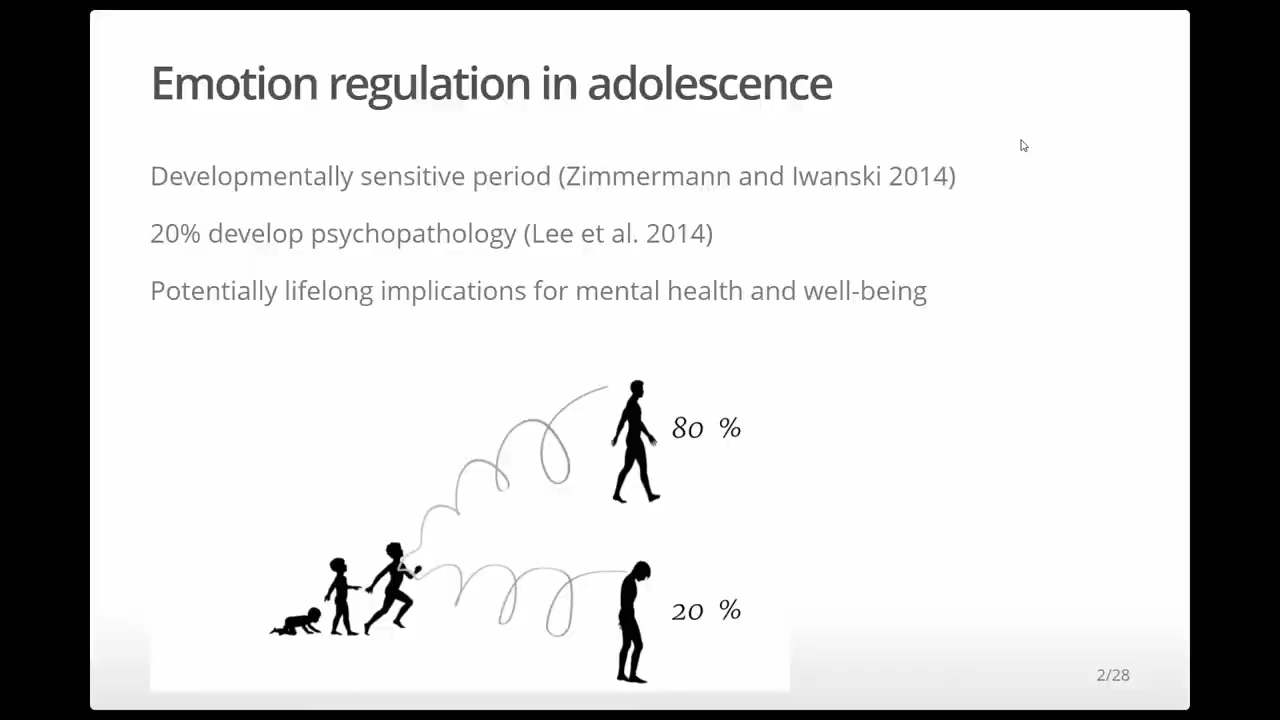 Emotion regulation in adolescence
Developmentally sensitive period (Zimmermann and Iwanski 2014)
20% develop psychopathology (Lee et al. 2014)
Potentially lifelong implications for mental health and well-being
80 %
20 %
2/28